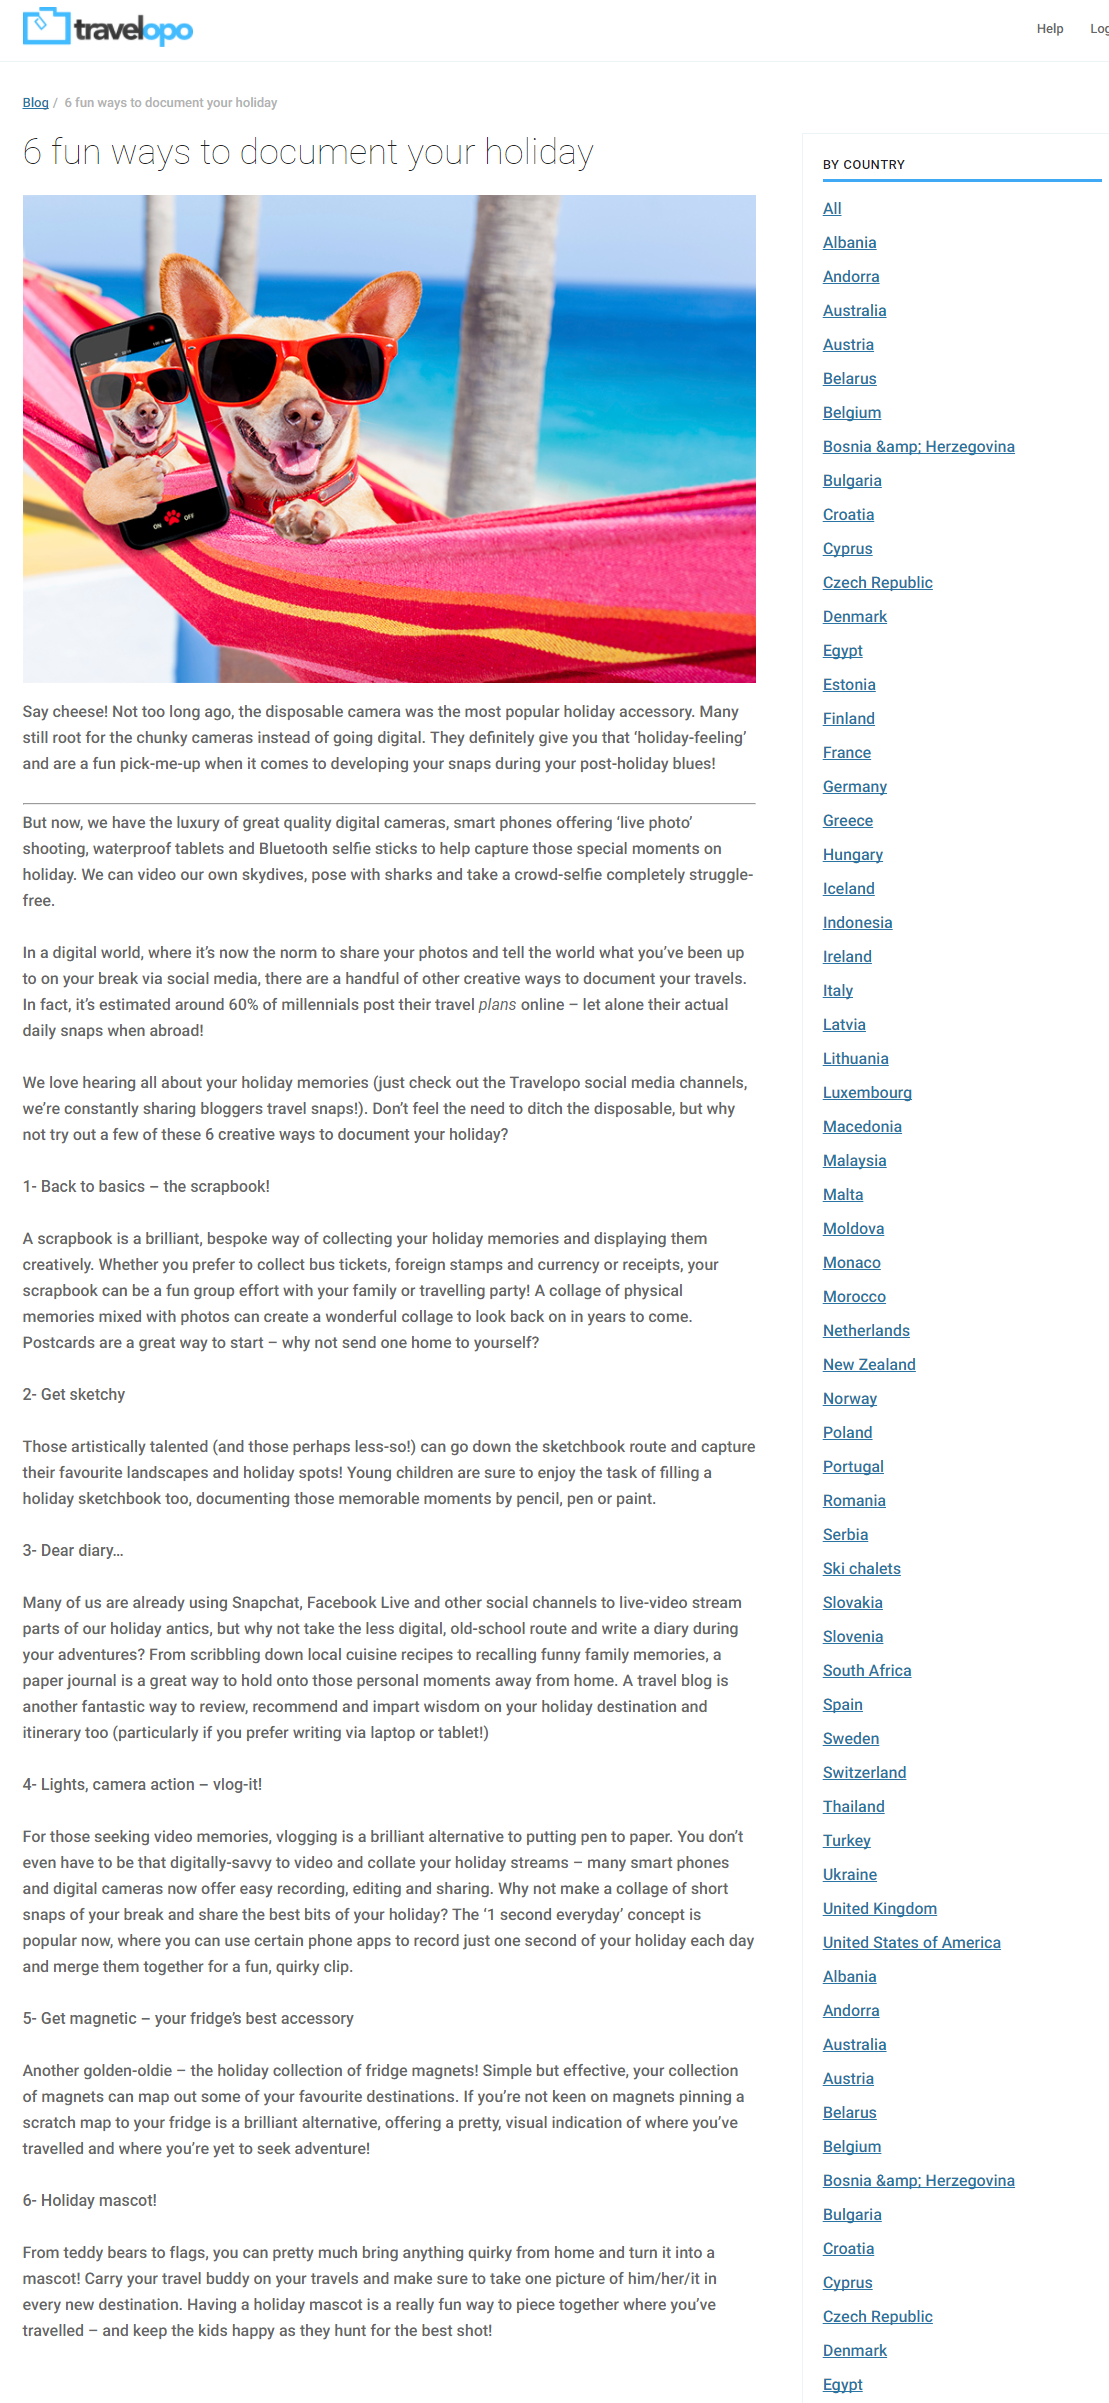 travelopo
Help
Blog / 6 fun ways to document your holiday
6 fun ways to document your holiday
ON OFF
Say cheese! Not too long ago, the disposable camera was the most popular holiday accessory. Many
still root for the chunky cameras instead of going digital. They definitely give you that ‘holiday-feeling’
and are a fun pick-me-up when it comes to developing your snaps during your post-holiday blues!
But now, we have the luxury of great quality digital cameras, smart phones offering ‘live photo’
shooting, waterproof tablets and Bluetooth selfie sticks to help capture those special moments on
holiday. We can video our own skydives, pose with sharks and take a crowd-selfie completely struggle-
free.
In a digital world, where it’s now the norm to share your photos and tell the world what you’ve been up
to on your break via social media, there are a handful of other creative ways to document your travels.
In fact, it’s estimated around 60% of millennials post their travel plans online – let alone their actual
daily snaps when abroad!
We love hearing all about your holiday memories (just check out the Travelopo social media channels,
we’re constantly sharing bloggers travel snaps!). Don’t feel the need to ditch the disposable, but why
not try out a few of these 6 creative ways to document your holiday?
1- Back to basics – the scrapbook!
A scrapbook is a brilliant, bespoke way of collecting your holiday memories and displaying them
creatively. Whether you prefer to collect bus tickets, foreign stamps and currency or receipts, your
scrapbook can be a fun group effort with your family or travelling party! A collage of physical
memories mixed with photos can create a wonderful collage to look back on in years to come.
Postcards are a great way to start – why not send one home to yourself?
2- Get sketchy
Those artistically talented (and those perhaps less-so!) can go down the sketchbook route and capture
their favourite landscapes and holiday spots! Young children are sure to enjoy the task of filling a
holiday sketchbook too, documenting those memorable moments by pencil, pen or paint.
3- Dear diary…
Many of us are already using Snapchat, Facebook Live and other social channels to live-video stream
parts of our holiday antics, but why not take the less digital, old-school route and write a diary during
your adventures? From scribbling down local cuisine recipes to recalling funny family memories, a
paper journal is a great way to hold onto those personal moments away from home. A travel blog is
another fantastic way to review, recommend and impart wisdom on your holiday destination and
itinerary too (particularly if you prefer writing via laptop or tablet!)
4- Lights, camera action – vlog-it!
For those seeking video memories, vlogging is a brilliant alternative to putting pen to paper. You don’t
even have to be that digitally-savvy to video and collate your holiday streams – many smart phones
and digital cameras now offer easy recording, editing and sharing. Why not make a collage of short
snaps of your break and share the best bits of your holiday? The ‘1 second everyday’ concept is
popular now, where you can use certain phone apps to record just one second of your holiday each day
and merge them together for a fun, quirky clip.
5- Get magnetic – your fridge’s best accessory
Another golden-oldie – the holiday collection of fridge magnets! Simple but effective, your collection
of magnets can map out some of your favourite destinations. If you’re not keen on magnets pinning a
scratch map to your fridge is a brilliant alternative, offering a pretty, visual indication of where you’ve
travelled and where you’re yet to seek adventure!
6- Holiday mascot!
From teddy bears to flags, you can pretty much bring anything quirky from home and turn it into a
mascot! Carry your travel buddy on your travels and make sure to take one picture of him/her/it in
every new destination. Having a holiday mascot is a really fun way to piece together where you’ve
travelled – and keep the kids happy as they hunt for the best shot!
BY COUNTRY
All
Albania
Andorra
Australia
Austria
Belarus
Belgium
Bosnia &amp; Herzegovina
Bulgaria
Croatia
Cyprus
Czech Republic
Denmark
Egypt
Estonia
Finland
France
Germany
Greece
Hungary
Iceland
Indonesia
Ireland
Italy
Latvia
Lithuania
Luxembourg
Macedonia
Malaysia
Malta
Moldova
Monaco
Morocco
Netherlands
New Zealand
Norway
Poland
Portugal
Romania
Serbia
Ski chalets
Slovakia
Slovenia
South Africa
Spain
Sweden
Switzerland
Thailand
Turkey
Ukraine
United Kingdom
United States of America
Albania
Andorra
Australia
Austria
Belarus
Belgium
Bosnia &amp; Herzegovina
Bulgaria
Croatia
Cyprus
Czech Republic
Denmark
Egypt